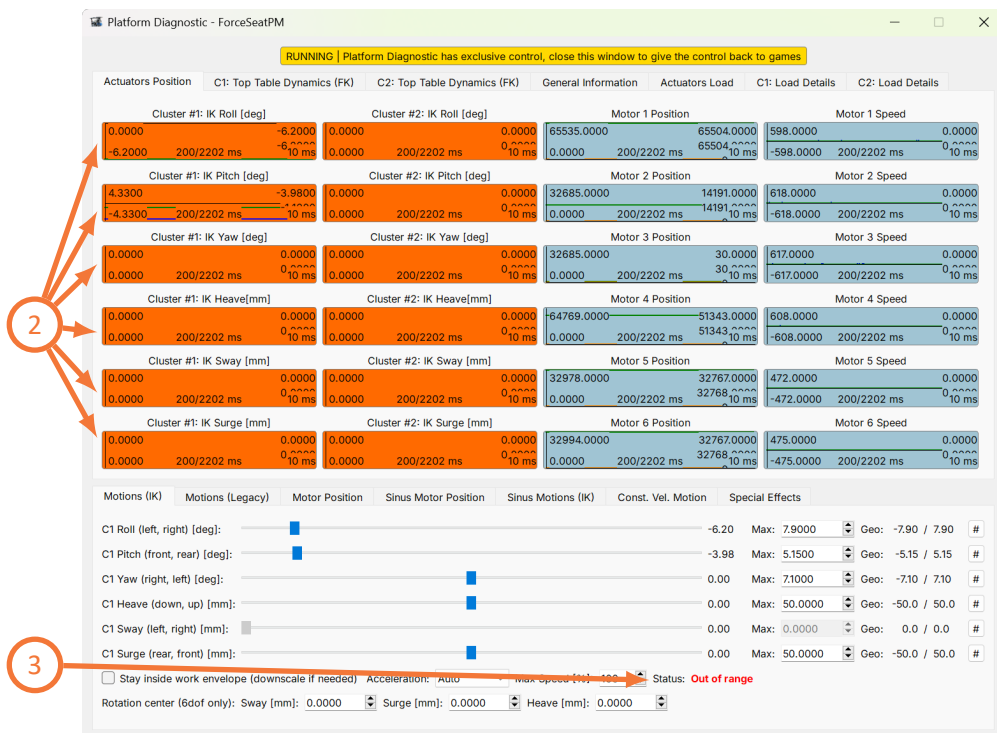 Platform Diagnostic - ForceSeatPM
RUNNING | Platform Diagnostic has exclusive control, close this window to give the control back to games
Actuators Position C1: Top Table Dynamics (FK) C2: Top Table Dynamics (FK) General Information Actuators Load C1: Load Details C2: Load Details
Cluster #1: IK Roll [deg] Cluster #2: IK Roll [deg] Motor 1 Position Motor 1 Speed
0.0000 -6.2000 0.0000 0.0000 65535.0000 65504.0000 598.0000 0.0000
-6.2000 200/2202 ms 10 ms 0.0000 200/2202 ms 10 ms 0.0000 200/2202 ms 10 ms -598.0000 200/2202 ms 10 ms
Cluster #1: IK Pitch [deg] Cluster #2: IK Pitch [deg] Motor 2 Position Motor 2 Speed
4.3300 -3.9800 0.0000 0.0000 32685.0000 14191.0000 618.0000 0.0000
-4.3300 200/2202 ms 10 ms 0.0000 200/2202 ms 10 ms 0.0000 200/2202 ms 10 ms -618.0000 200/2202 ms 10 ms
Cluster #1: IK Yaw [deg] Cluster #2: IK Yaw [deg] Motor 3 Position Motor 3 Speed
0.0000 0.0000 0.0000 0.0000 32685.0000 30.0000 617.0000 0.0000
0.0000 200/2202 ms 10 ms 0.0000 200/2202 ms 10 ms 0.0000 200/2202 ms 10 ms -617.0000 200/2202 ms 10 ms
Cluster #1: IK Heave[mm] Cluster #2: IK Heave[mm] Motor 4 Position Motor 4 Speed
2
0.0000 0.0000 0.0000 0.0000 64769.0000 51343.0000 608.0000 0.0000
0.0000 200/2202 ms 10 ms 0.0000 200/2202 ms 10 ms 0.0000 200/2202 ms 10 ms -608.0000 200/2202 ms 10 ms
Cluster #1: IK Sway [mm] Cluster #2: IK Sway [mm] Motor 5 Position Motor 5 Speed
0.0000 0.0000 0.0000 0.0000 32978.0000 32767.0000 472.0000 0.0000
0.0000 200/2202 ms 10 ms 0.0000 200/2202 ms 10 ms 0.0000 200/2202 ms 10 ms -472.0000 200/2202 ms 10 ms
Cluster #1: IK Surge [mm] Cluster #2: IK Surge [mm] Motor 6 Position Motor 6 Speed
0.0000 0.0000 0.0000 0.0000 32994.0000 32767.0000 475.0000 0.0000
0.0000 200/2202 ms 10 ms 0.0000 200/2202 ms 10 ms 0.0000 200/2202 ms 10 ms -475.0000 200/2202 ms 10 ms
Motions (IK) Motions (Legacy) Motor Position Sinus Motor Position Sinus Motions (IK) Const. Vel. Motion Special Effects
C1 Roll (left, right) [deg]: -6.20 Max: 7.9000 Geo: -7.90 / 7.90 #
C1 Pitch (front, rear) [deg]: -3.98 Max: 5.1500 Geo: -5.15 / 5.15 #
C1 Yaw (right, left) [deg]: 0.00 Max: 7.1000 Geo: -7.10 / 7.10 #
C1 Heave (down, up) [mm]: 0.00 Max: 50.0000 Geo: -50.0 / 50.0 #
C1 Sway (left, right) [mm]: 0.00 Max: 0.0000 Geo: 0.0 / 0.0 #
C1 Surge (rear, front) [mm]: 0.00 Max: 50.0000 Geo: -50.0 / 50.0 #
3
Stay inside work envelope (downscale if needed) Acceleration: Auto Max Speed [%]: 100 Status: Out of range
Rotation center (6dof only): Sway [mm]: 0.0000 Surge [mm]: 0.0000 Heave [mm]: 0.0000